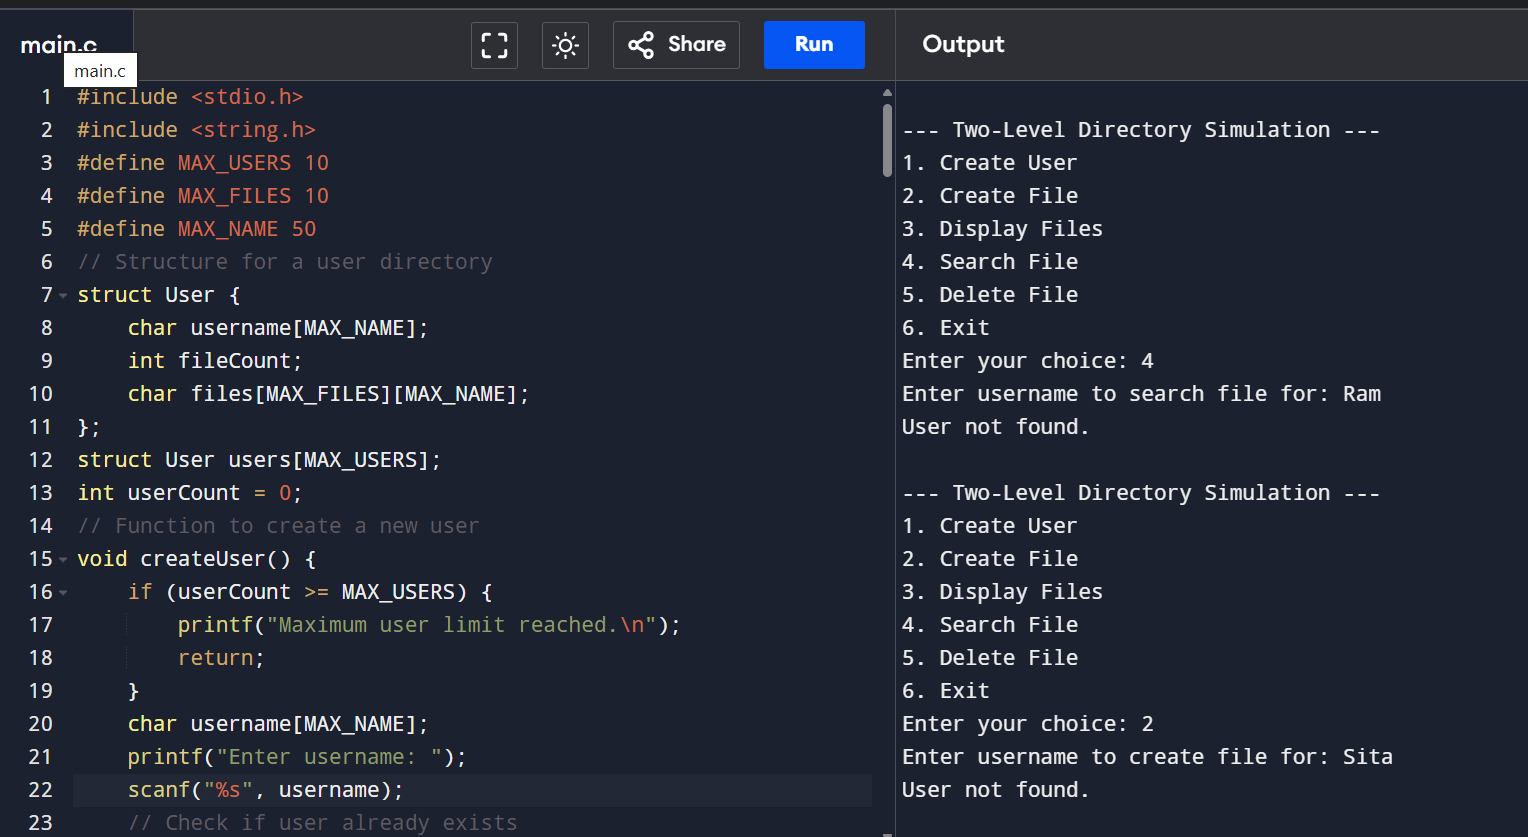 main.c
main.c
Share
Run
Output
1 #include <stdio.h>
2 #include <string.h>
3 #define MAX_USERS 10
4 #define MAX_FILES 10
5 #define MAX_NAME 50
6 // Structure for a user directory
7 struct User {
8     char username[MAX_NAME];
9     int fileCount;
10     char files[MAX_FILES][MAX_NAME];
11 };
12 struct User users[MAX_USERS];
13 int userCount = 0;
14 // Function to create a new user
15 void createUser() {
16     if (userCount >= MAX_USERS) {
17         printf("Maximum user limit reached.\n");
18         return;
19     }
20     char username[MAX_NAME];
21     printf("Enter username: ");
22     scanf("%s", username);
23     // Check if user already exists
--- Two-Level Directory Simulation ---
1. Create User
2. Create File
3. Display Files
4. Search File
5. Delete File
6. Exit
Enter your choice: 4
Enter username to search file for: Ram
User not found.
--- Two-Level Directory Simulation ---
1. Create User
2. Create File
3. Display Files
4. Search File
5. Delete File
6. Exit
Enter your choice: 2
Enter username to create file for: Sita
User not found.